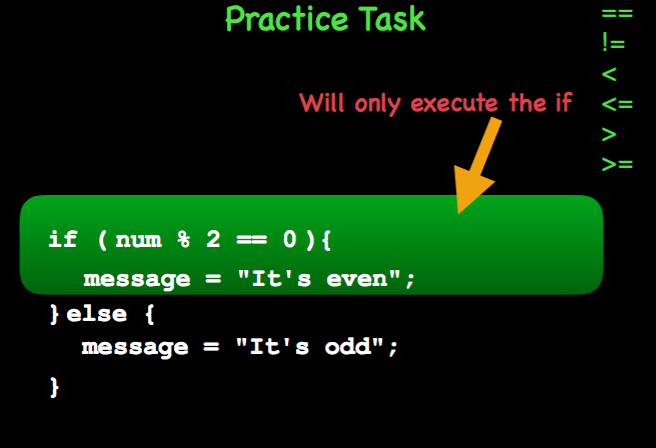 Practice Task
==
!=
<
<=
>
>=
Will only execute the if
if (num % 2 == 0){
message = "It's even";
}else {
message = "It's odd";
}